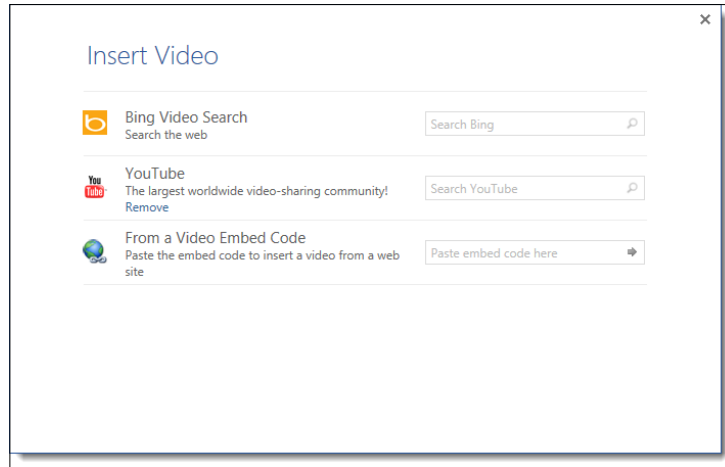 Insert Video
Bing Video Search
Search the web
Search Bing
You
Tube
YouTube
The largest worldwide video-sharing community!
Remove
Search YouTube
From a Video Embed Code
Paste the embed code to insert a video from a web
site
Paste embed code here